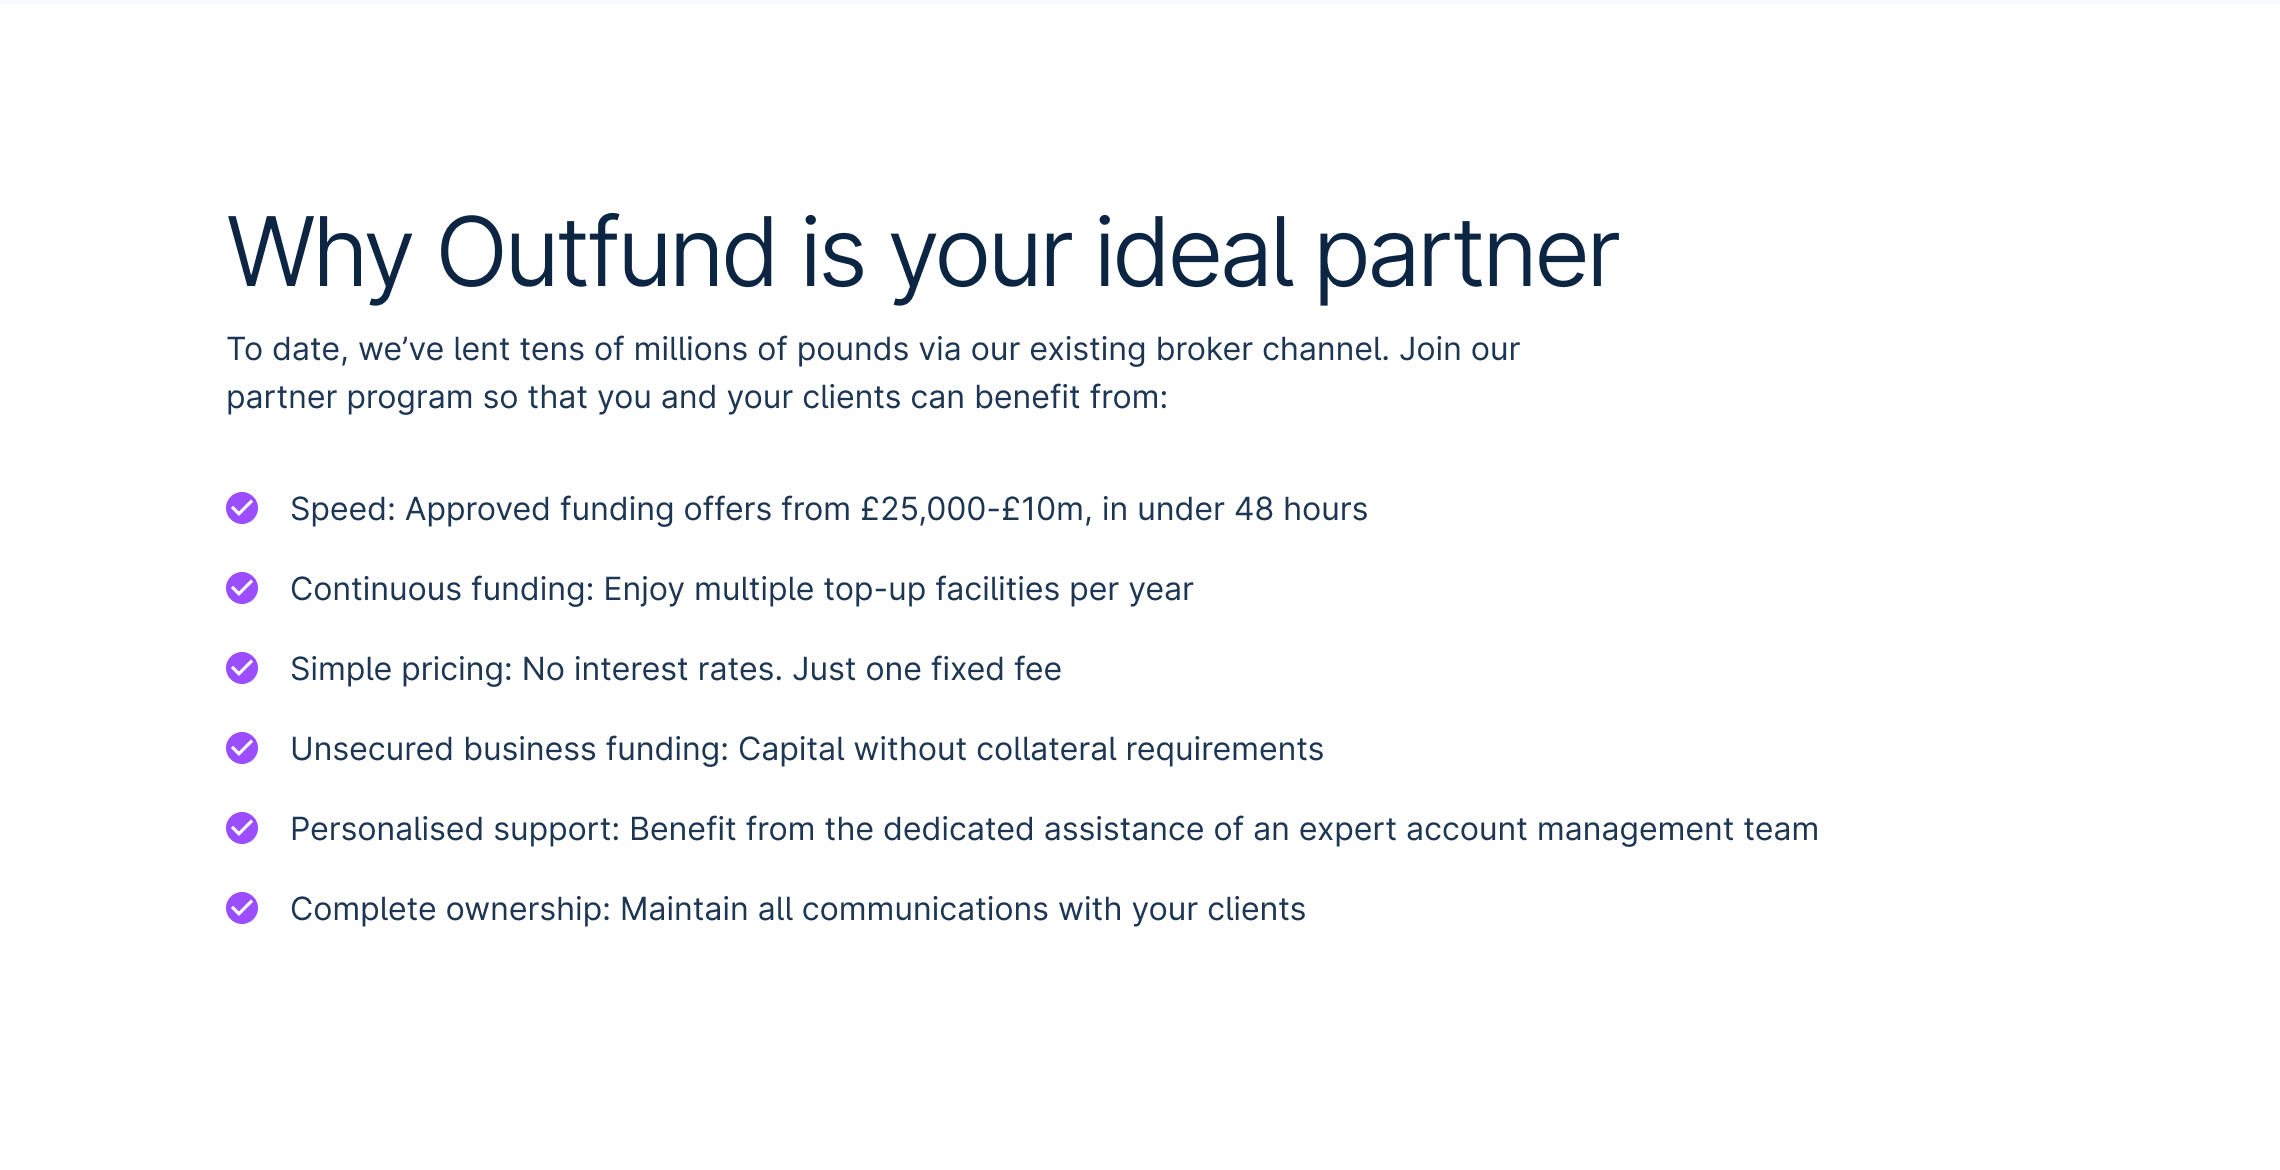 Why Outfund is your ideal partner
To date, we’ve lent tens of millions of pounds via our existing broker channel. Join our
partner program so that you and your clients can benefit from:
Speed: Approved funding offers from £25,000-£10m, in under 48 hours
Continuous funding: Enjoy multiple top-up facilities per year
Simple pricing: No interest rates. Just one fixed fee
Unsecured business funding: Capital without collateral requirements
Personalised support: Benefit from the dedicated assistance of an expert account management team
Complete ownership: Maintain all communications with your clients